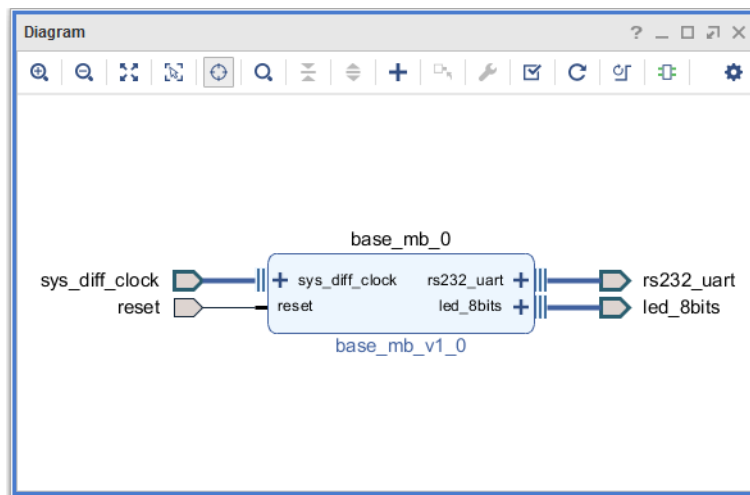 Diagram
?
base_mb_0
sys_diff_clock
sys_diff_clock
rs232_uart
rs232_uart
reset
reset
led_8bits
led_8bits
base_mb_v1_0